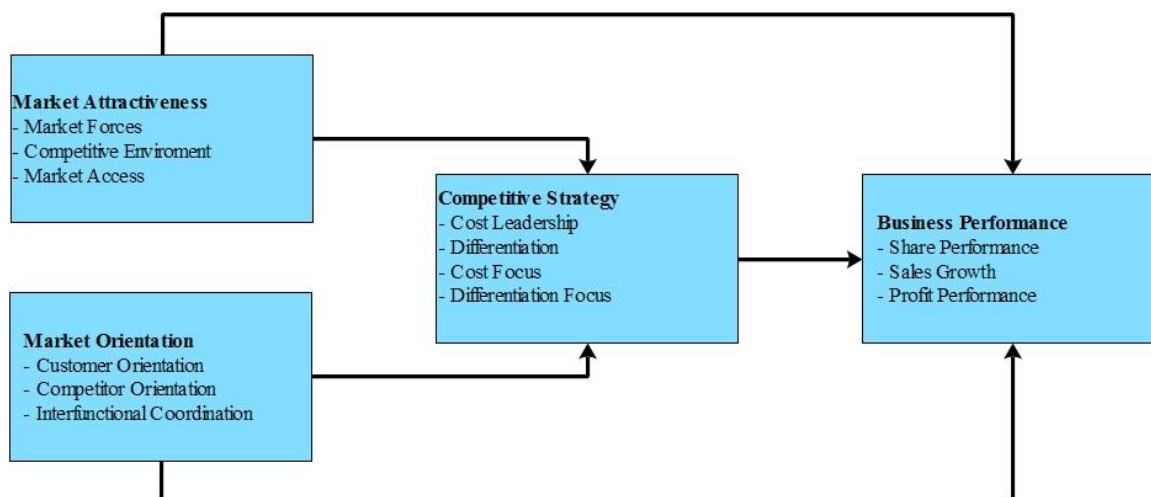 Market Attractiveness
- Market Forces
- Competitive Enviroment
- Market Access
Market Orientation
- Customer Orientation
- Competitor Orientation
- Interfunctional Coordination
Competitive Strategy
- Cost Leadership
- Differentiation
- Cost Focus
- Differentiation Focus
Business Performance
- Share Performance
- Sales Growth
- Profit Performance